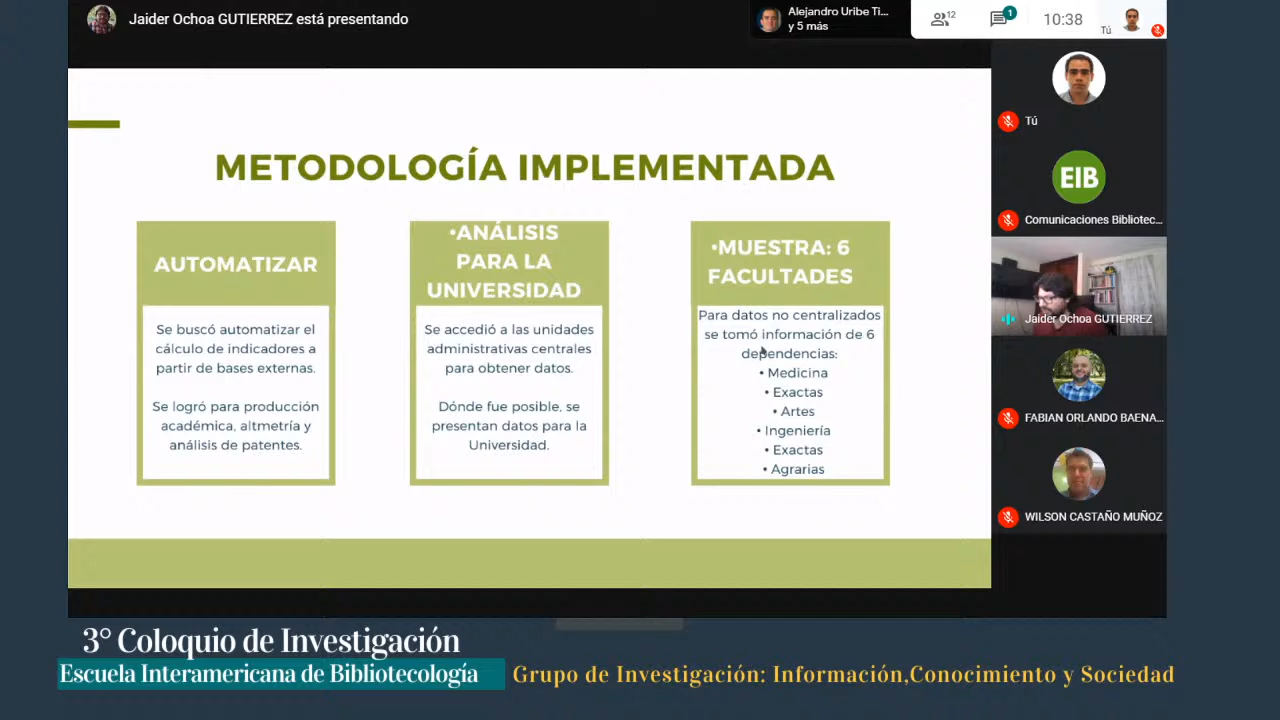 Jaider Ochoa GUTIERREZ está presentando
Alejandro Uribe Ti...
y 5 más
12
1
10:38
Tú
METODOLOGÍA IMPLEMENTADA
AUTOMATIZAR
Se buscó automatizar el
cálculo de indicadores a
partir de bases externas.
Se logró para producción
académica, altmetría y
análisis de patentes.
•ANÁLISIS
PARA LA
UNIVERSIDAD
Se accedió a las unidades
administrativas centrales
para obtener datos.
Dónde fue posible, se
presentan datos para la
Universidad.
•MUESTRA: 6
FACULTADES
Para datos no centralizados
se tomó información de 6
dependencias:
• Medicina
• Exactas
• Artes
• Ingeniería
• Exactas
• Agrarias
Tú
EIB
Comunicaciones Bibliotec...
Jaider Ochoa GUTIERREZ
FABIAN ORLANDO BAENA...
WILSON CASTAÑO MUÑOZ
3° Coloquio de Investigación
Escuela Interamericana de Bibliotecología
Grupo de Investigación: Información,Conocimiento y Sociedad